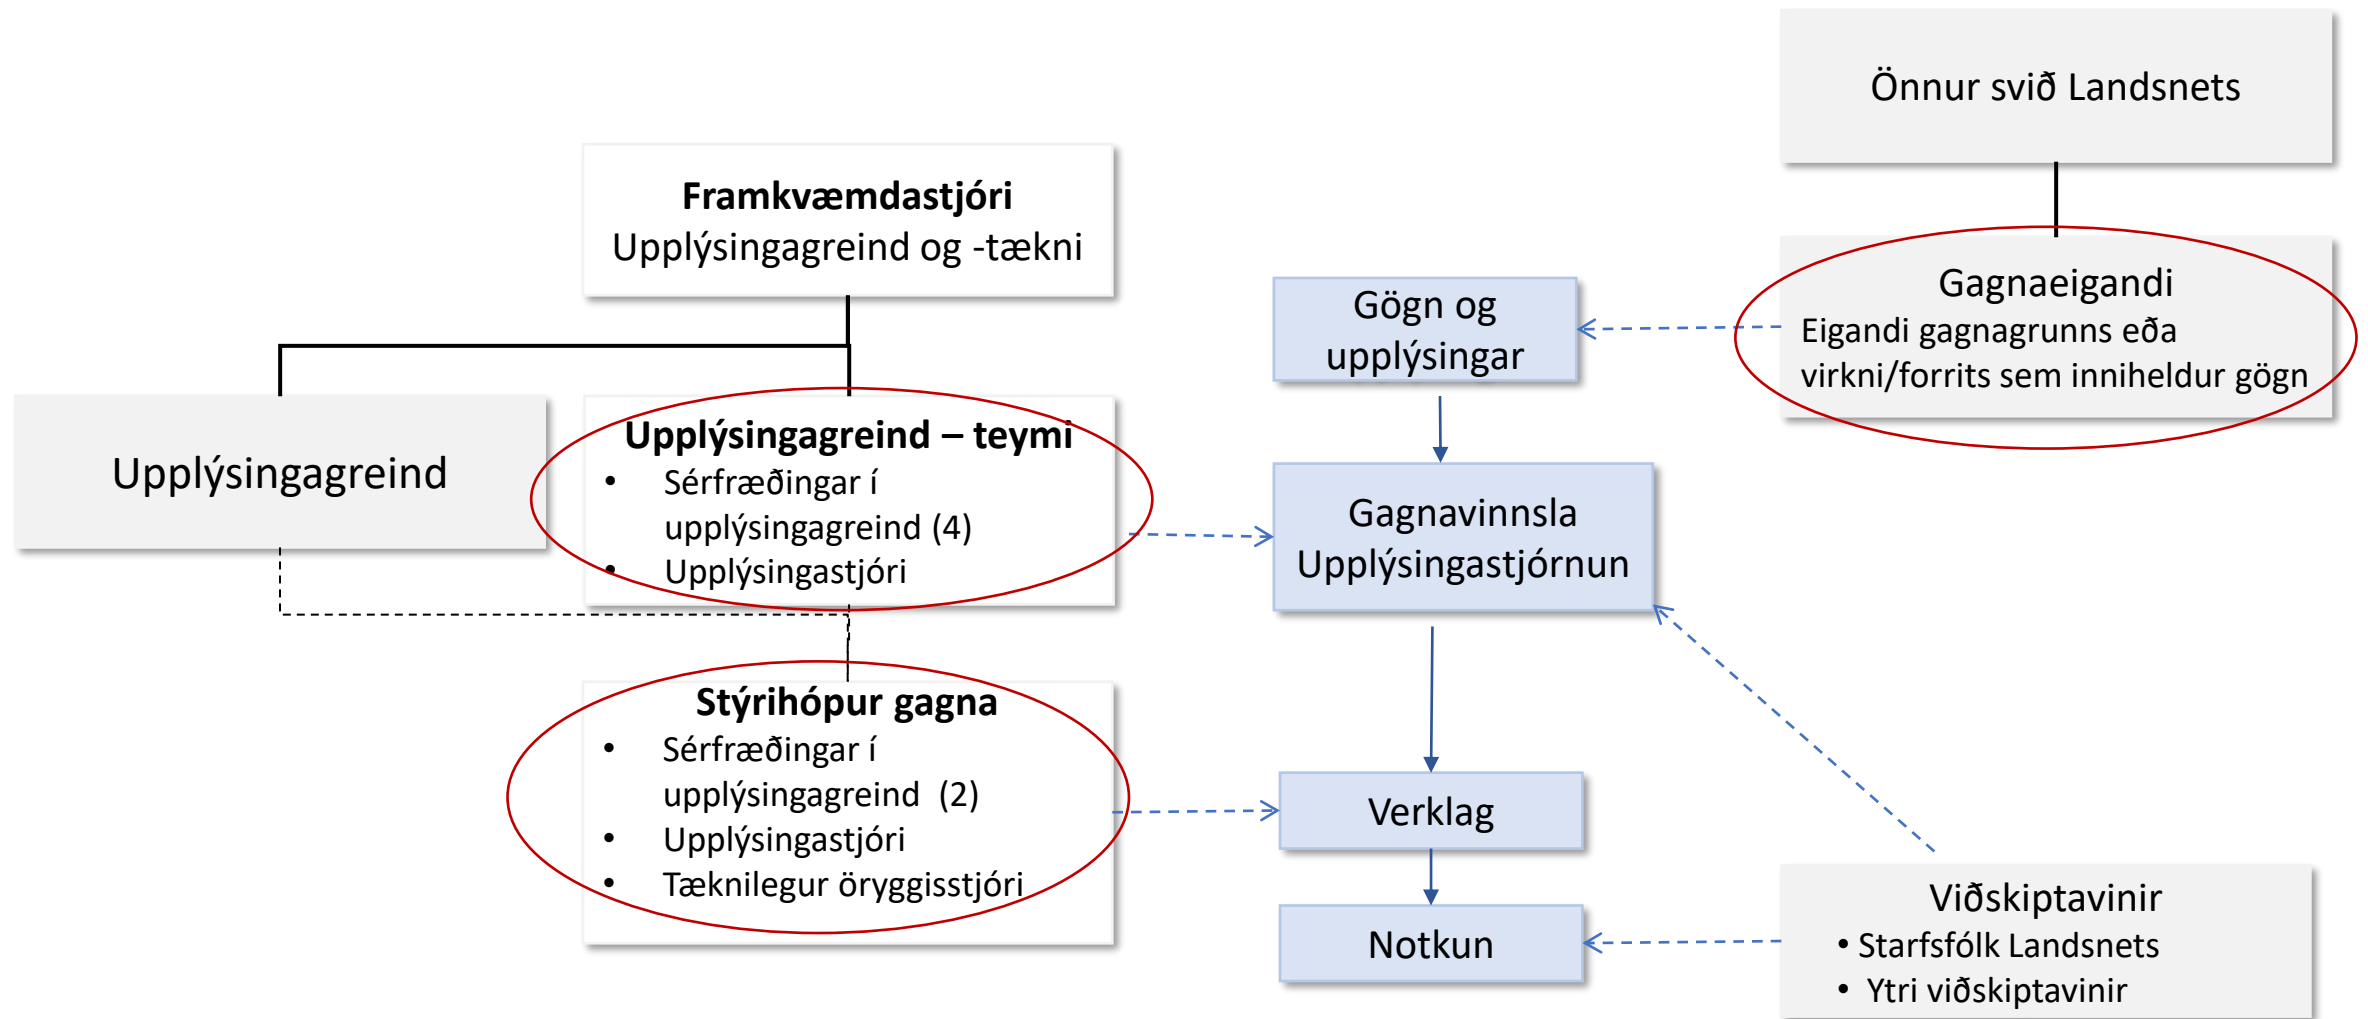 Önnur svið Landsnets
Framkvæmdastjóri
Upplýsingagreind og -tækni
Gagnaeigandi
Eigandi gagnagrunns eða
virkni/forrits sem inniheldur gögn
Gögn og
upplýsingar
Upplýsingagreind
Upplýsingagreind – teymi
• Sérfræðingar í
upplýsingagreind (4)
• Upplýsingastjóri
Gagnavinnsla
Upplýsingastjórnun
Stýrihópur gagna
• Sérfræðingar í
upplýsingagreind (2)
• Upplýsingastjóri
• Tæknilegur öryggisstjóri
Verklag
Notkun
Viðskiptavinir
• Starfsfólk Landsnets
• Ytri viðskiptavinir